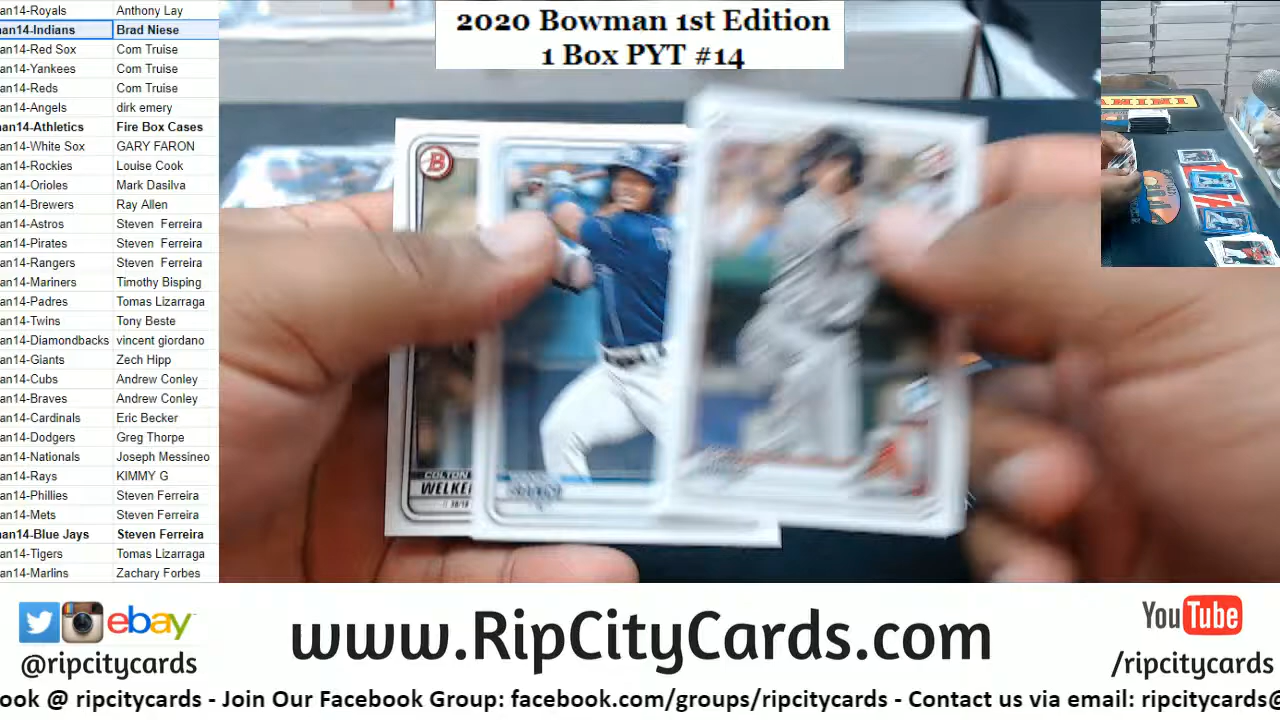 an14-Royals Anthony Lay
an14-Indians Brad Niese
an14-Red Sox Com Truise
an14-Yankees Com Truise
an14-Reds Com Truise
an14-Angels dirk emery
an14-Athletics Fire Box Cases
an14-White Sox GARY FARON
an14-Rockies Louise Cook
an14-Orioles Mark Dasilva
an14-Brewers Ray Allen
an14-Astros Steven Ferreira
an14-Pirates Steven Ferreira
an14-Rangers Steven Ferreira
an14-Mariners Timothy Bisping
an14-Padres Tomas Lizarraga
an14-Twins Tony Beste
an14-Diamondbacks vincent giordano
an14-Giants Zech Hipp
an14-Cubs Andrew Conley
an14-Braves Andrew Conley
an14-Cardinals Eric Becker
an14-Dodgers Greg Thorpe
an14-Nationals Joseph Messineo
an14-Rays KIMMY G
an14-Phillies Steven Ferreira
an14-Mets Steven Ferreira
an14-Blue Jays Steven Ferreira
an14-Tigers Tomas Lizarraga
an14-Marlins Zachary Forbes
2020 Bowman 1st Edition
1 Box PYT #14
B
COLTON
WELKE
PANINI
ebay
@ripcitycards
www.RipCityCards.com
YouTube
/ripcitycards
ook @ ripcitycards - Join Our Facebook Group: facebook.com/groups/ripcitycards - Contact us via email: ripcitycards@